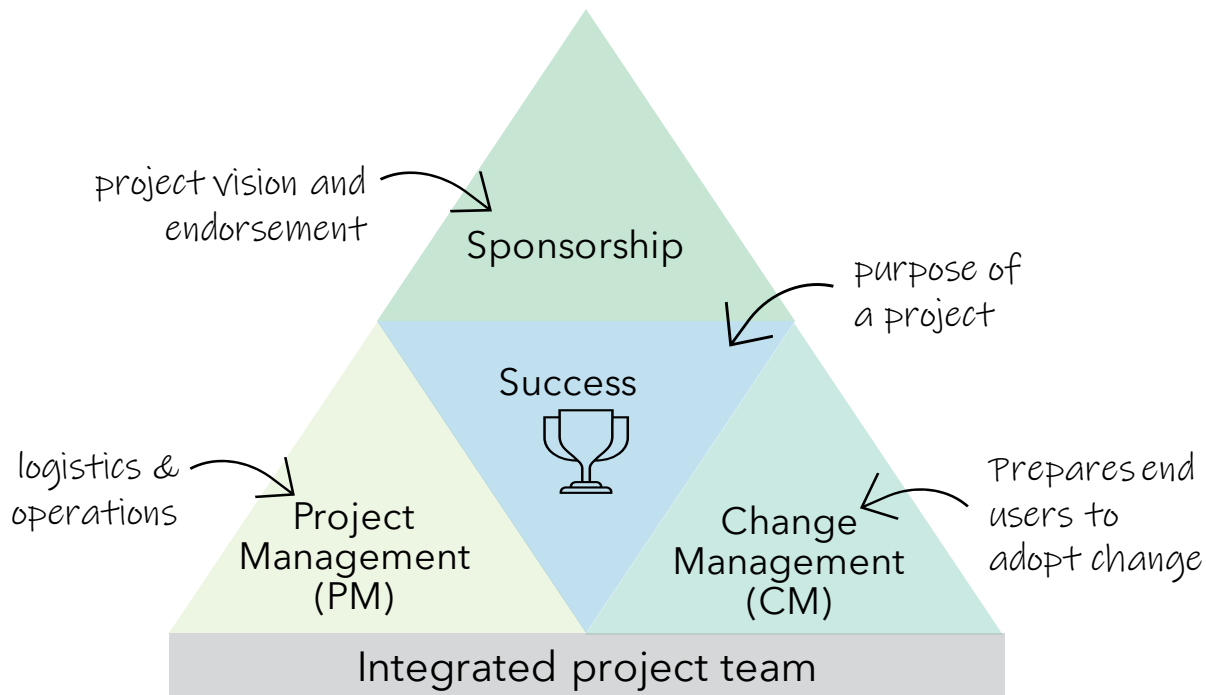 project vision and
endorsement
Sponsorship
purpose of
a project
Success
logistics &
operations
Project
Management
(PM)
Change
Management
(CM)
Prepares end
users to
adopt change
Integrated project team